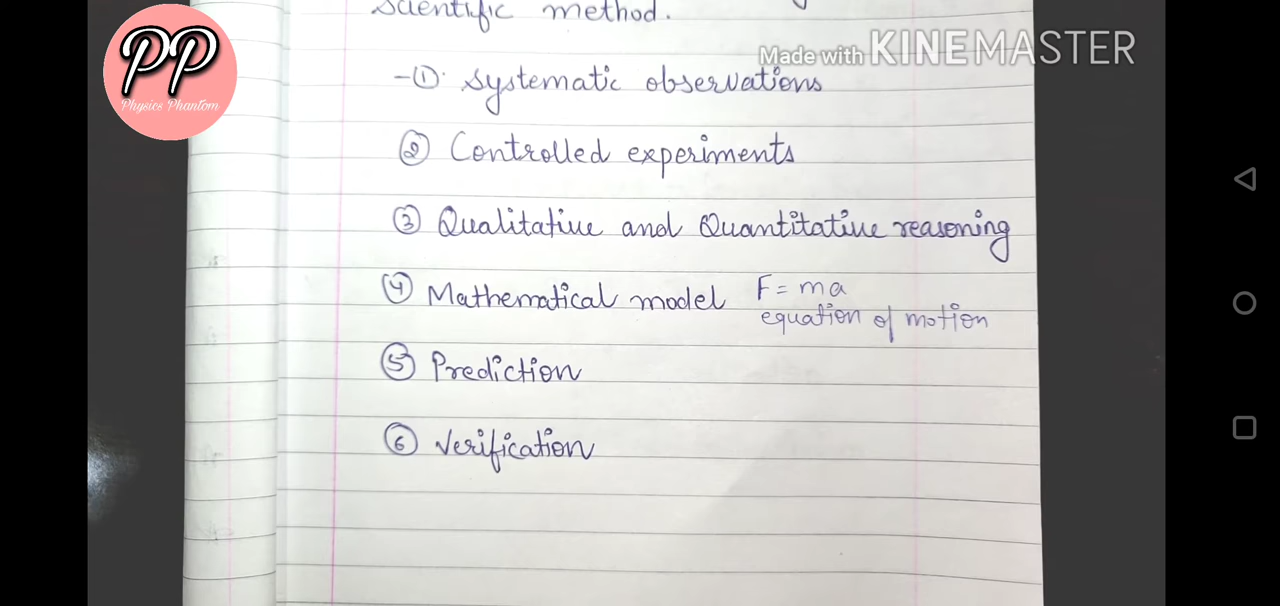 Scientific method.
PP
Physics Phantom
Made with KINEMASTER
-①. Systematic observations
② Controlled experiments
③ Qualitative and Quantitative reasoning
④ Mathematical model F = ma
equation of motion
⑤ Prediction
⑥ Verification